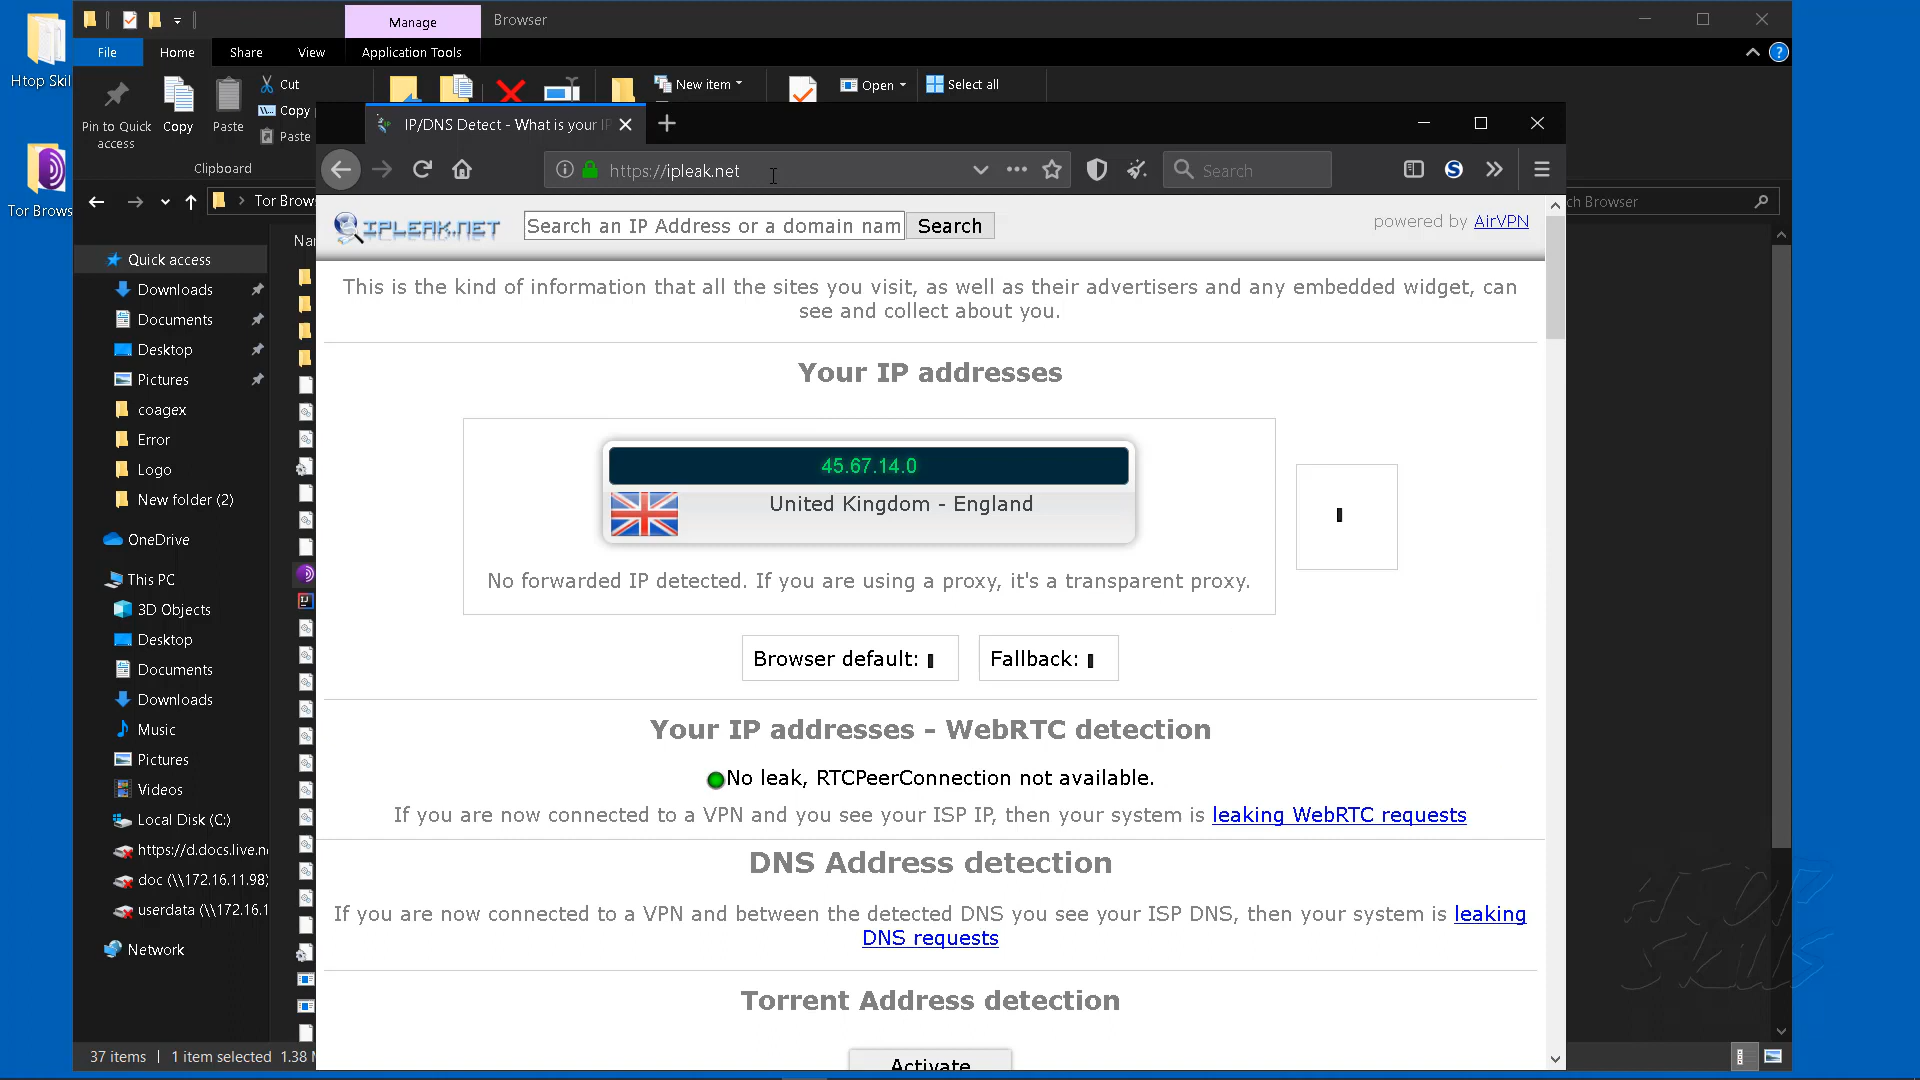 Htop Skil
Tor Brows
Manage
Browser
File
Home
Share
View
Application Tools
Pin to Quick
access
Copy
Paste
Cut
Copy
Paste
Clipboard
New item
Open
Select all
Tor Brow
ch Browser
Quick access
Downloads
Documents
Desktop
Pictures
coagex
Error
Logo
New folder (2)
OneDrive
This PC
3D Objects
Desktop
Documents
Downloads
Music
Pictures
Videos
Local Disk (C:)
https://d.docs.live.n
doc (\\172.16.11.98)
userdata (\\172.16.1
Network
Na
37 items
1 item selected
1.38
IP/DNS Detect - What is your IP
https://ipleak.net
Search
IPLEAK.NET
Search an IP Address or a domain nam
Search
powered by AirVPN
This is the kind of information that all the sites you visit, as well as their advertisers and any embedded widget, can
see and collect about you.
Your IP addresses
45.67.14.0
United Kingdom - England
No forwarded IP detected. If you are using a proxy, it's a transparent proxy.
Browser default:
Fallback:
Your IP addresses - WebRTC detection
No leak, RTCPeerConnection not available.
If you are now connected to a VPN and you see your ISP IP, then your system is leaking WebRTC requests
DNS Address detection
If you are now connected to a VPN and between the detected DNS you see your ISP DNS, then your system is leaking
DNS requests
Torrent Address detection
Activate
HTOP
SKILLS